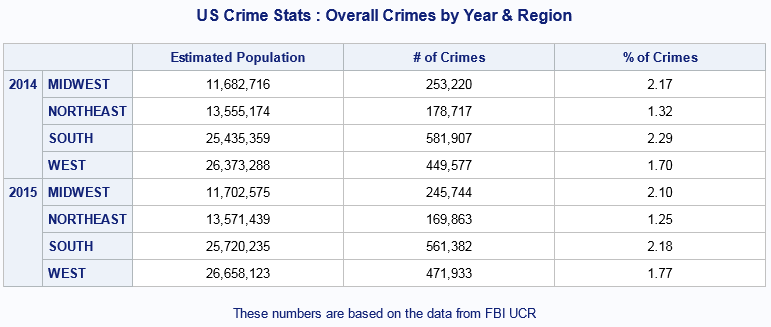 US Crime Stats : Overall Crimes by Year & Region
Estimated Population # of Crimes % of Crimes
2014 MIDWEST 11,682,716 253,220 2.17
NORTHEAST 13,555,174 178,717 1.32
SOUTH 25,435,359 581,907 2.29
WEST 26,373,288 449,577 1.70
2015 MIDWEST 11,702,575 245,744 2.10
NORTHEAST 13,571,439 169,863 1.25
SOUTH 25,720,235 561,382 2.18
WEST 26,658,123 471,933 1.77
These numbers are based on the data from FBI UCR